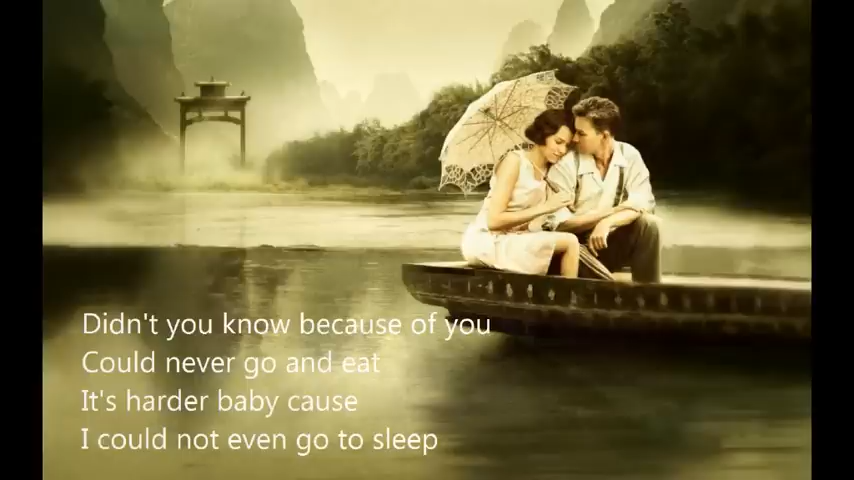 Didn't you know because of you
Could never go and eat
It's harder baby cause
I could not even go to sleep